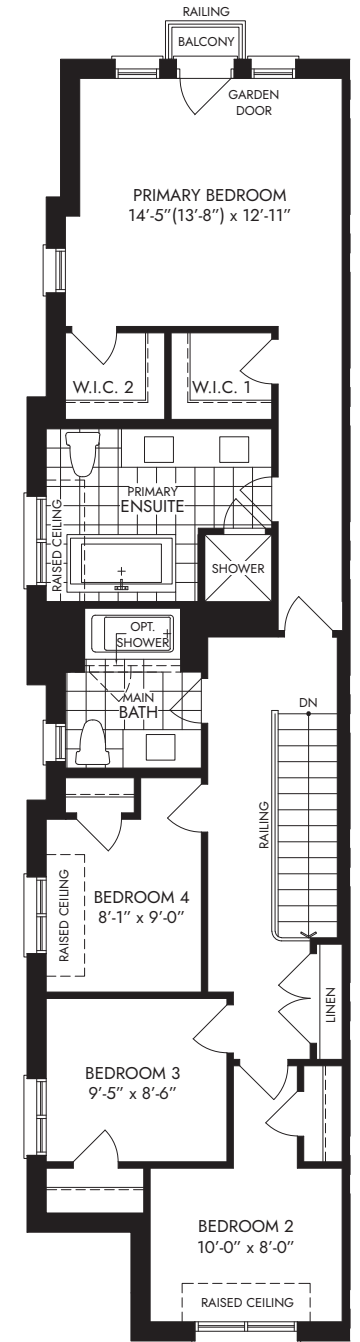 RAILING
BALCONY
GARDEN
DOOR
PRIMARY BEDROOM
14'-5"(13'-8") x 12'-11"
W.I.C. 2
W.I.C. 1
PRIMARY
ENSUITE
RAISED CEILING
SHOWER
OPT.
SHOWER
MAIN
BATH
DN
RAILING
BEDROOM 4
8'-1" x 9'-0"
RAISED CEILING
LINEN
BEDROOM 3
9'-5" x 8'-6"
BEDROOM 2
10'-0" x 8'-0"
RAISED CEILING